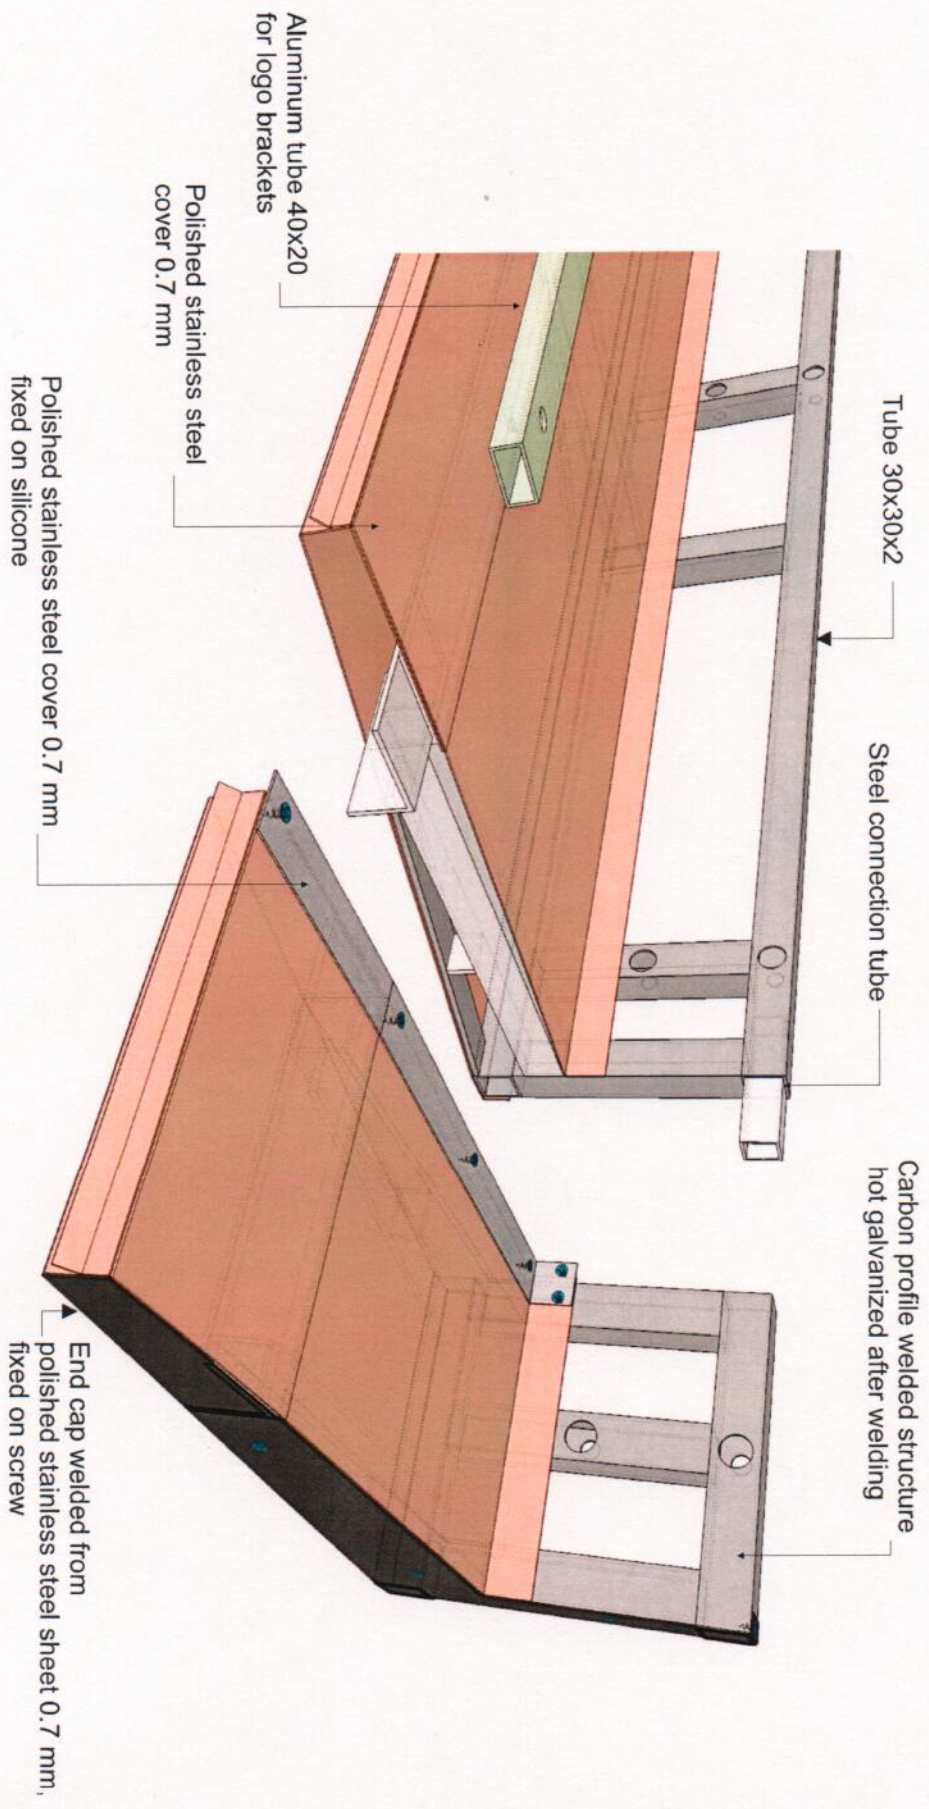 Tube 30x30x2
Steel connection tube
Carbon profile welded structure
hot galvanized after welding
Aluminum tube 40x20
for logo brackets
Polished stainless steel
cover 0.7 mm
Polished stainless steel cover 0.7 mm
fixed on silicone
End cap welded from
polished stainless steel sheet 0.7 mm,
fixed on screw